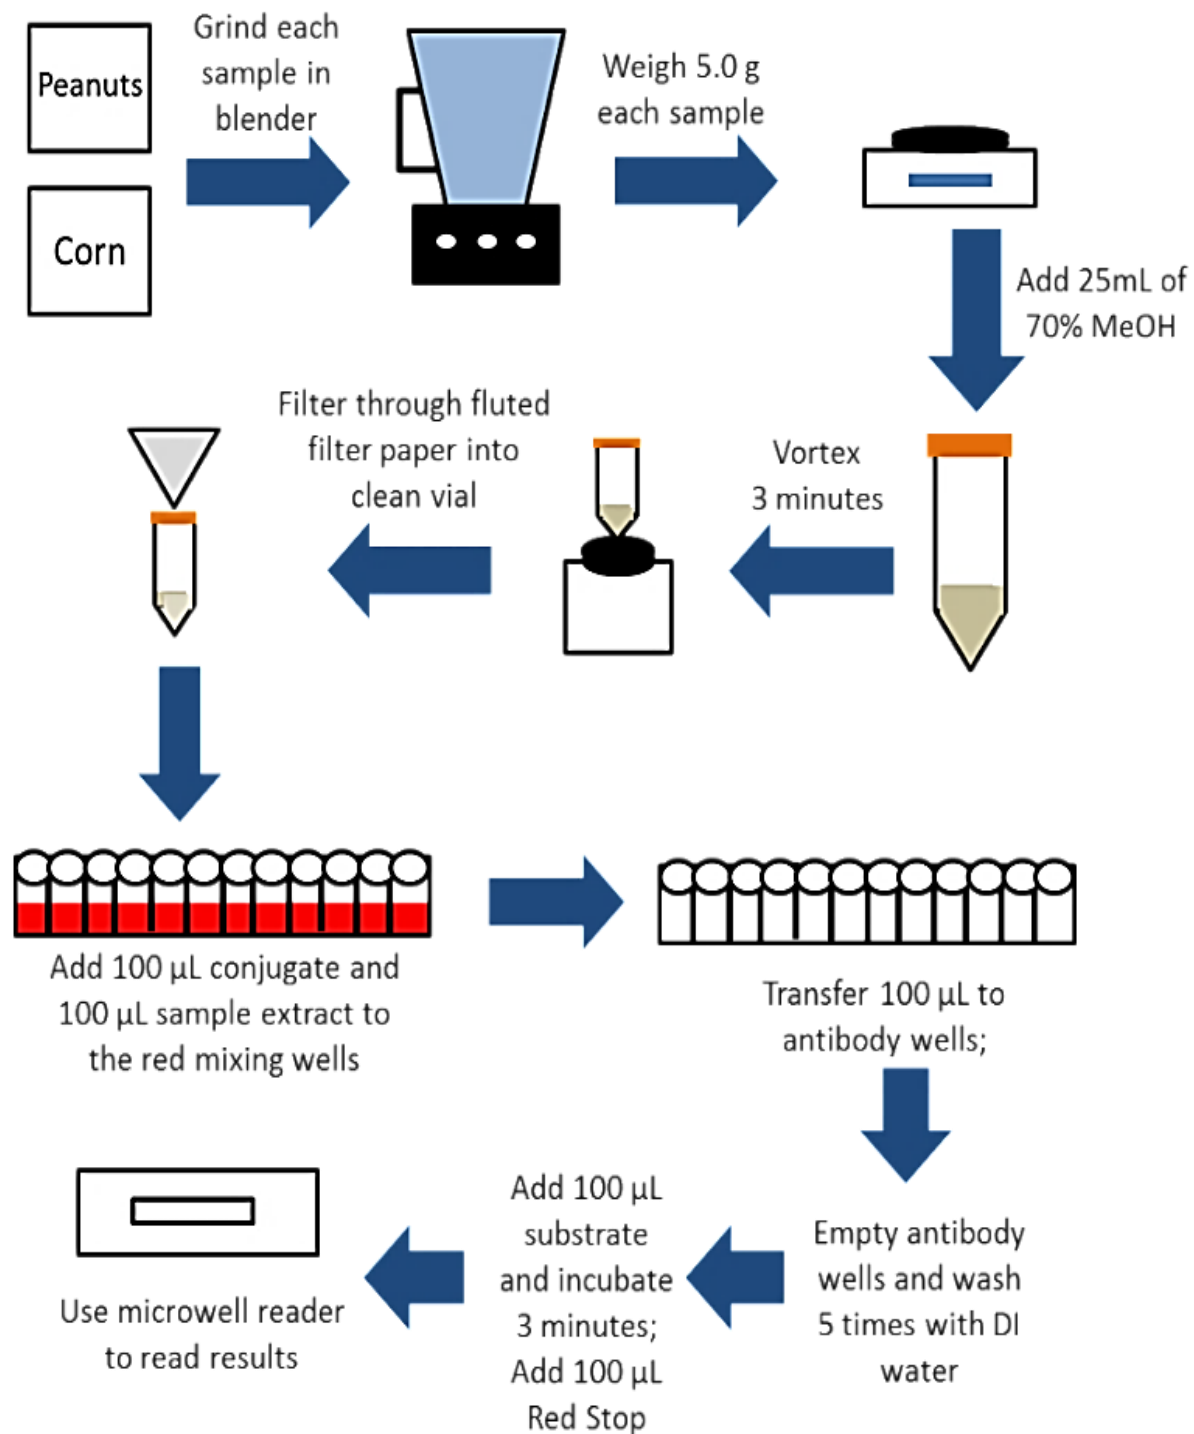 Peanuts
Grind each
sample in
blender
Weigh 5.0 g
each sample
Corn
Add 25mL of
70% MeOH
Vortex
3 minutes
Filter through fluted
filter paper into
clean vial
Add 100 µL conjugate and
100 µL sample extract to
the red mixing wells
Transfer 100 µL to
antibody wells;
Empty antibody
wells and wash
5 times with DI
water
Add 100 µL
substrate
and incubate
3 minutes;
Add 100 µL
Red Stop
Use microwell reader
to read results